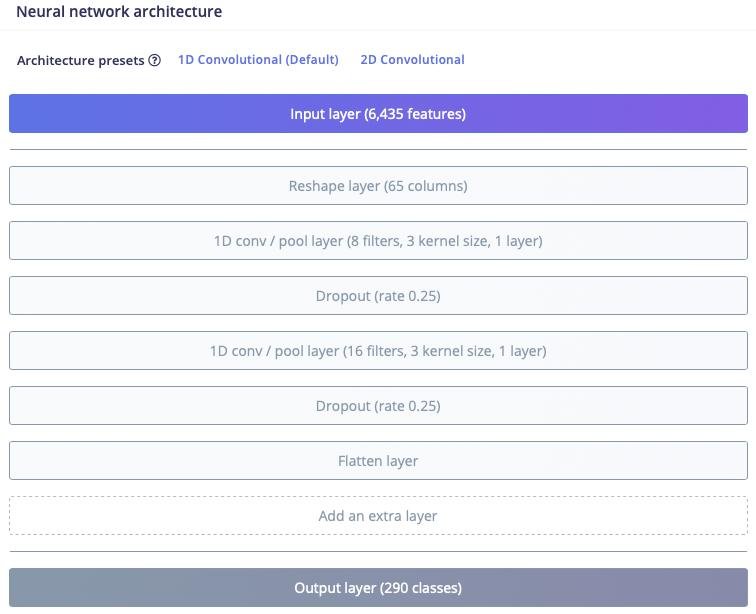 Neural network architecture
Architecture presets ? 1D Convolutional (Default) 2D Convolutional
Input layer (6,435 features)
Reshape layer (65 columns)
1D conv / pool layer (8 filters, 3 kernel size, 1 layer)
Dropout (rate 0.25)
1D conv / pool layer (16 filters, 3 kernel size, 1 layer)
Dropout (rate 0.25)
Flatten layer
Add an extra layer
Output layer (290 classes)